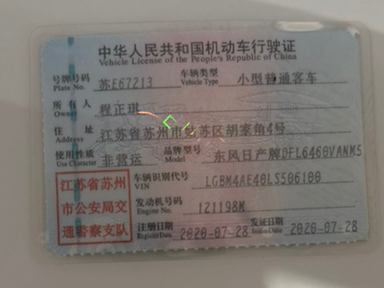 中华人民共和国机动车行驶证
Vehicle License of the People's Republic of China
号牌号码 Plate No. 苏E67213 车辆类型 Vehicle Type 小型普通客车
所有人 Owner 程正琪
住址 Address 江苏省苏州市姑苏区胡家角4号
使用性质 Use Character 非营运 品牌型号 Model 东风日产牌DFL6460VANM5
江苏省苏州 车辆识别代号 VIN LGBM4AE40LS506100
市公安局交 发动机号码 Engine No. 121198M
通警察支队 注册日期 Register Date 2020-07-28 发证日期 Issue Date 2020-07-28